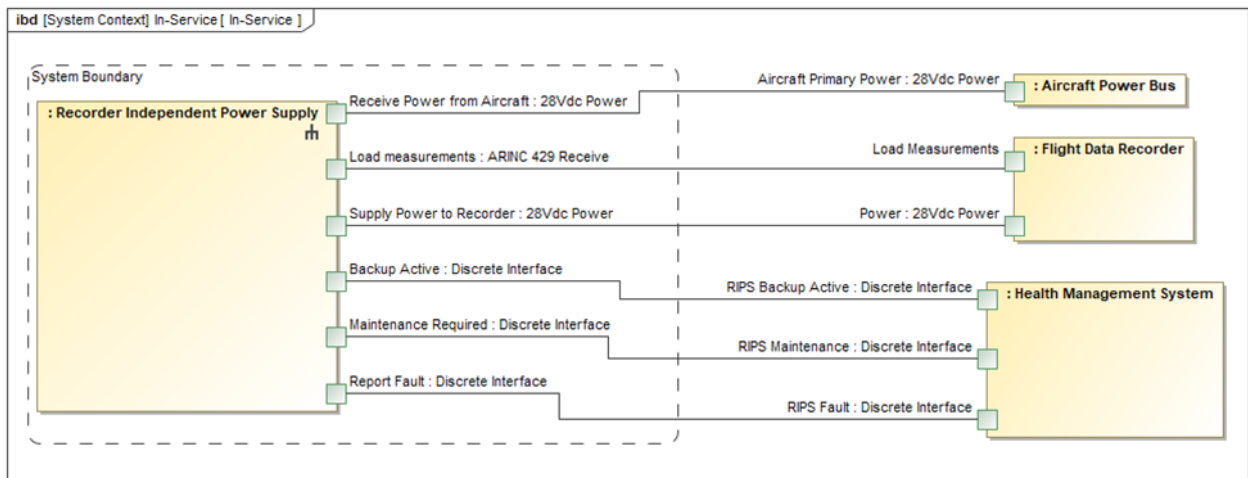 ibd [System Context] In-Service [ In-Service ]
System Boundary
: Recorder Independent Power Supply
Receive Power from Aircraft : 28Vdc Power
Load measurements : ARINC 429 Receive
Supply Power to Recorder : 28Vdc Power
Backup Active : Discrete Interface
Maintenance Required : Discrete Interface
Report Fault : Discrete Interface
Aircraft Primary Power : 28Vdc Power
: Aircraft Power Bus
Load Measurements
: Flight Data Recorder
Power : 28Vdc Power
RIPS Backup Active : Discrete Interface
: Health Management System
RIPS Maintenance : Discrete Interface
RIPS Fault : Discrete Interface